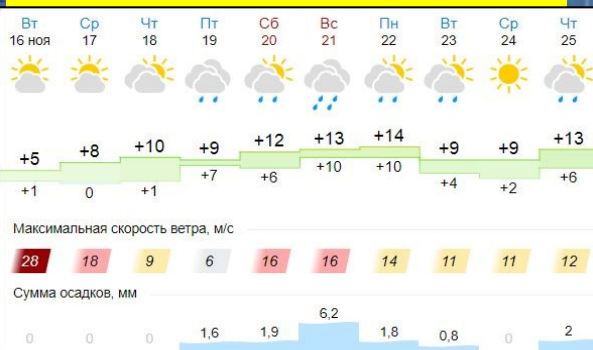 Вт Ср Чт Пт Сб Вс Пн Вт Ср Чт
16 ноя 17 18 19 20 21 22 23 24 25
+5 +8 +10 +9 +12 +13 +14 +9 +9 +13
+1 0 +1 +7 +6 +10 +10 +4 +2 +6
Максимальная скорость ветра, м/с
28 18 9 6 16 16 14 11 11 12
Сумма осадков, мм
0 0 0 1,6 1,9 6,2 1,8 0,8 0 2